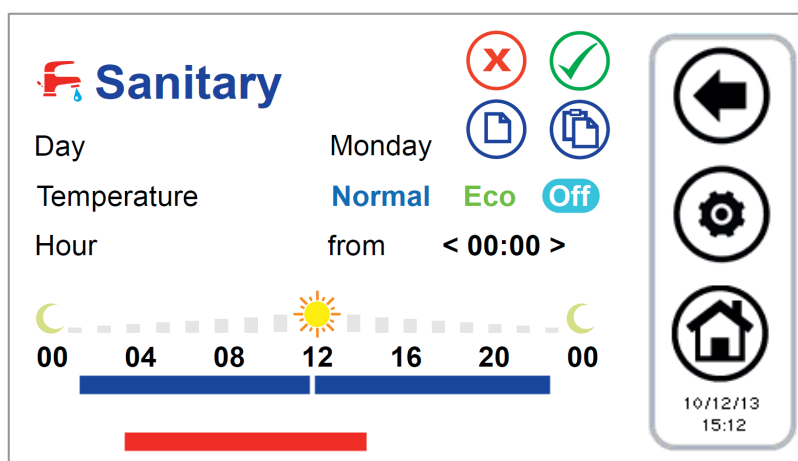 Sanitary
Day Monday
Temperature Normal Eco Off
Hour from < 00:00 >
00 04 08 12 16 20 00
10/12/13
15:12